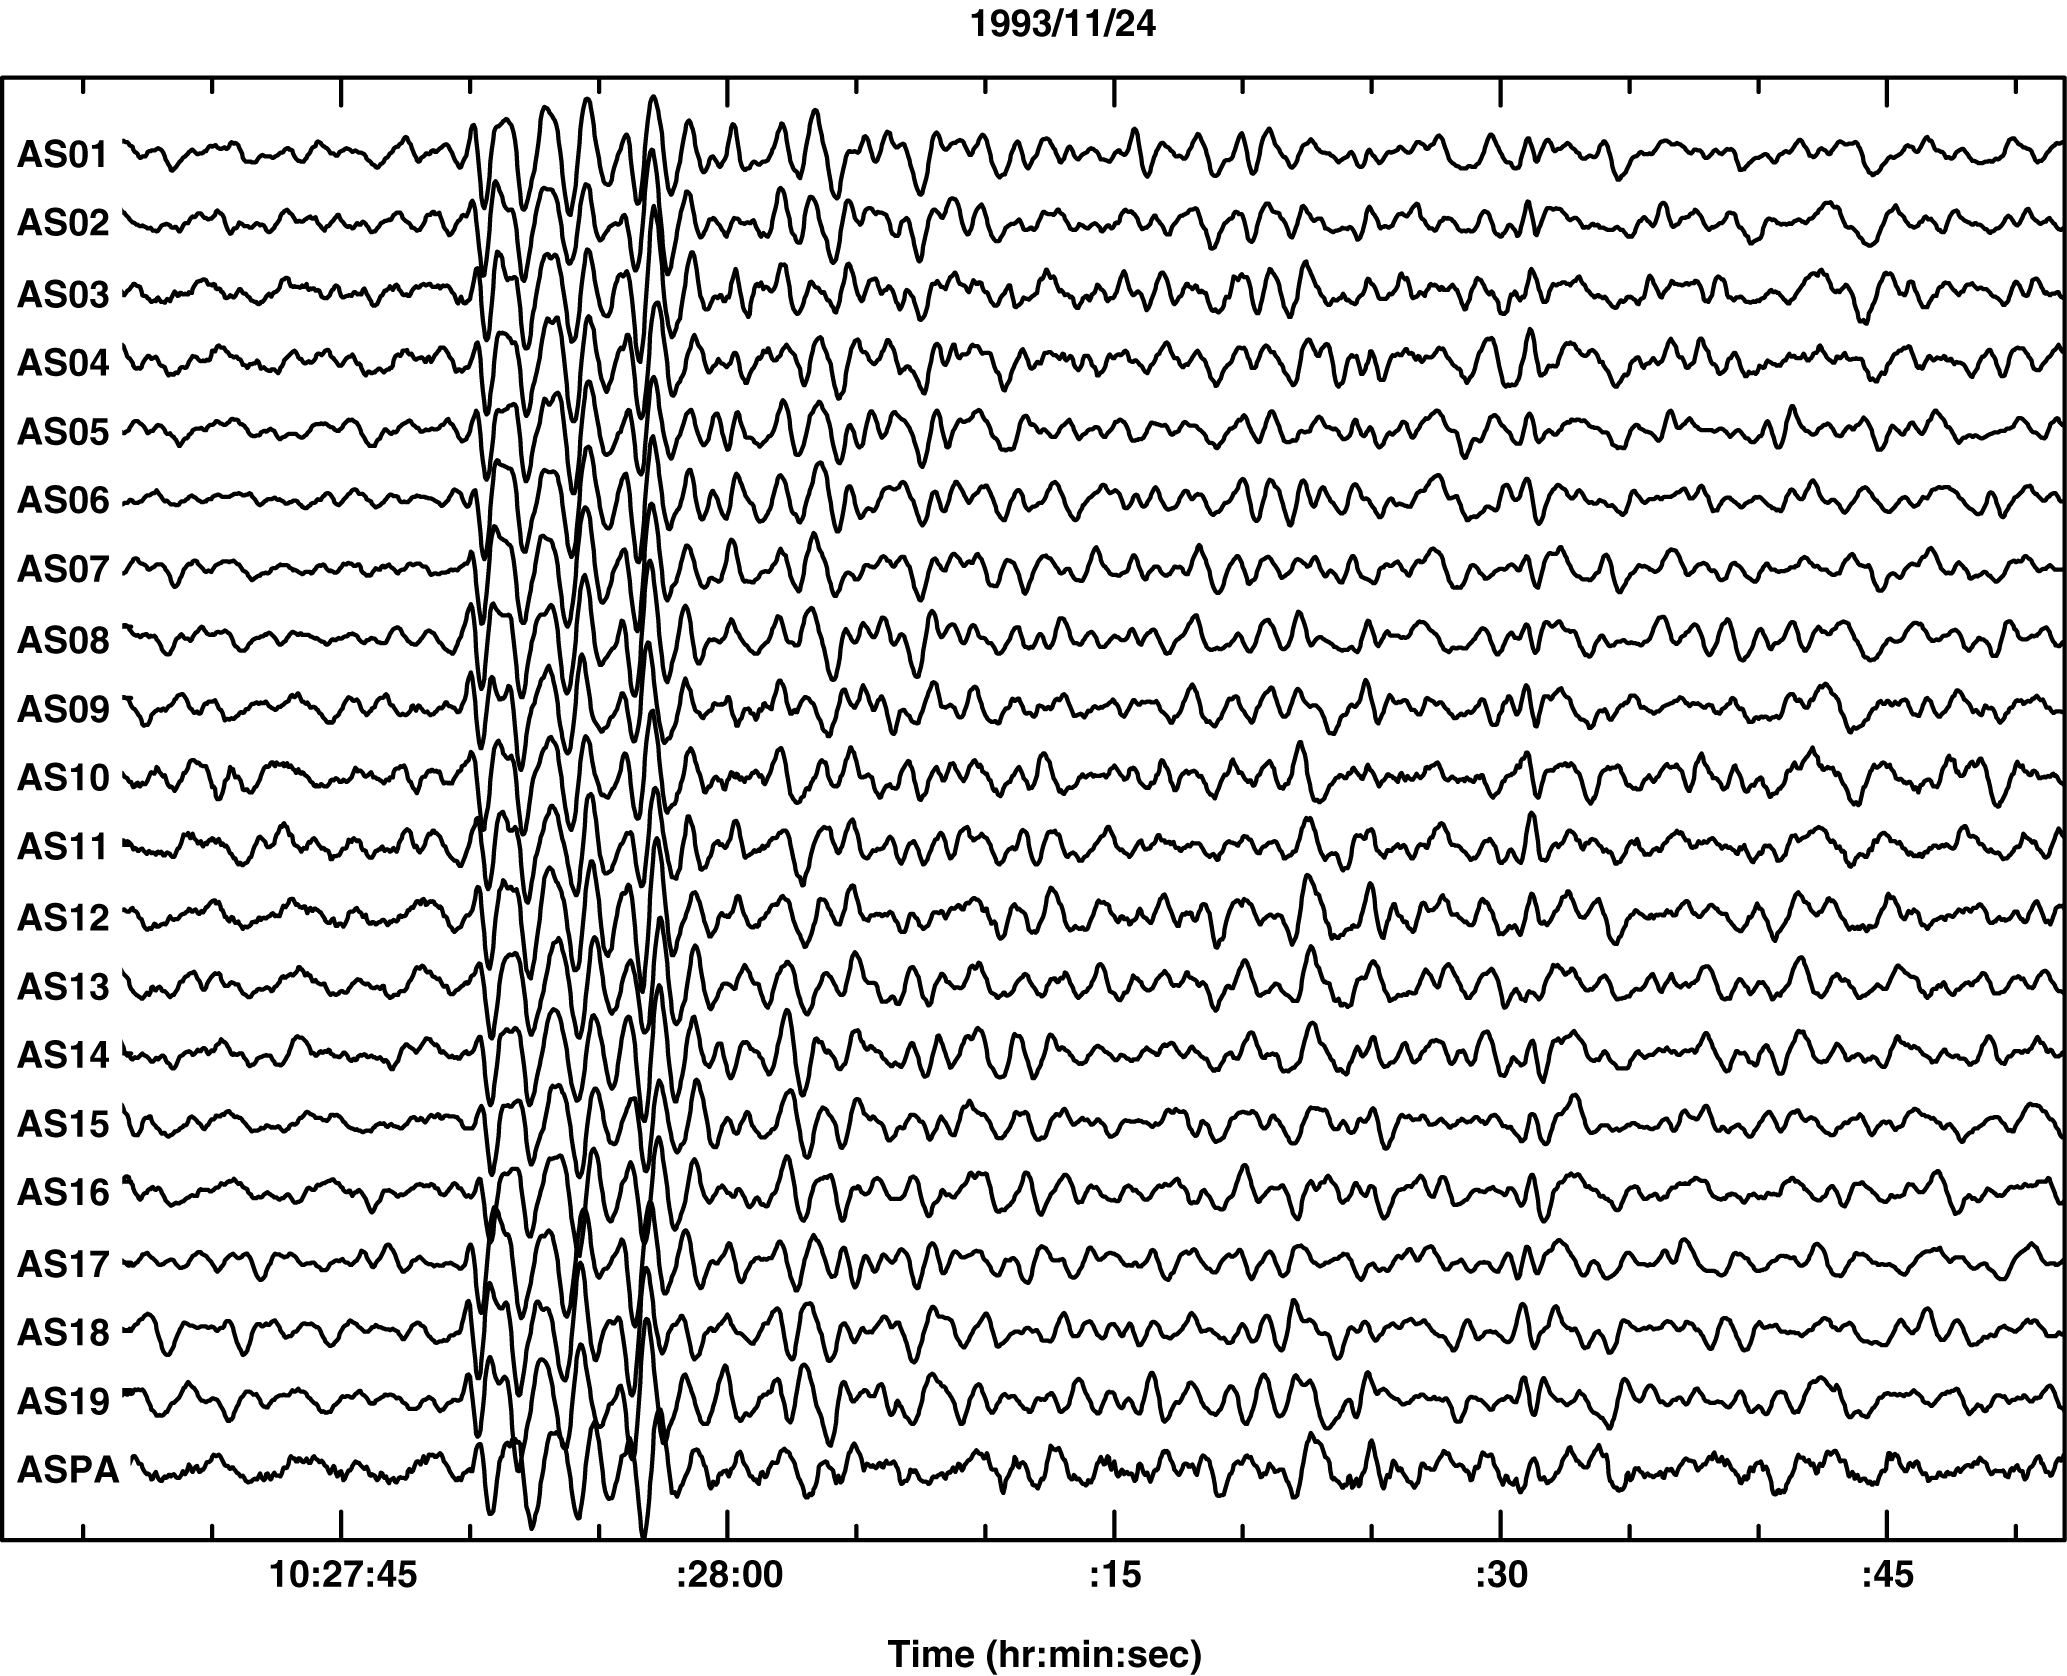 1993/11/24
AS01
AS02
AS03
AS04
AS05
AS06
AS07
AS08
AS09
AS10
AS11
AS12
AS13
AS14
AS15
AS16
AS17
AS18
AS19
ASPA
10:27:45 :28:00 :15 :30 :45
Time (hr:min:sec)